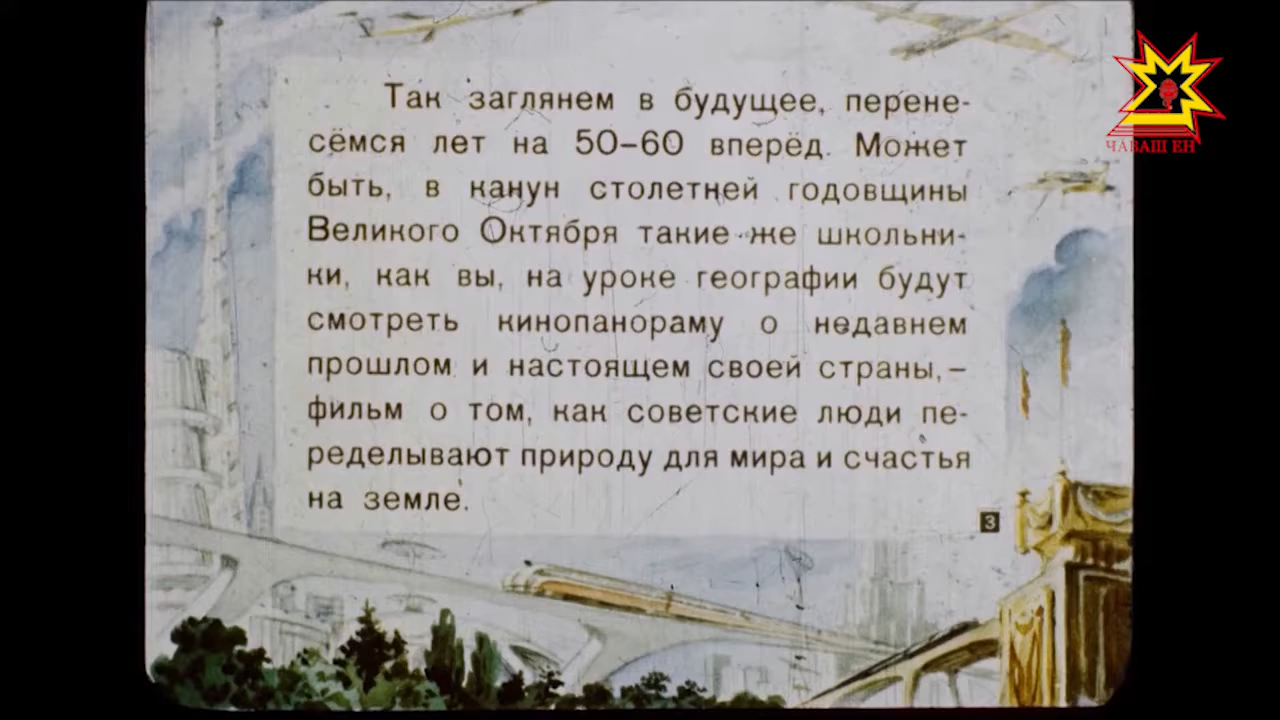 Так заглянем в будущее, перене-
сёмся лет на 50–60 вперёд. Может
быть, в канун столетней годовщины
Великого Октября такие же школьни-
ки, как вы, на уроке географии будут
смотреть кинопанораму о недавнем
прошлом и настоящем своей страны,–
фильм о том, как советские люди пе-
ределывают природу для мира и счастья
на земле.
3
ЧАВАШ ЕН